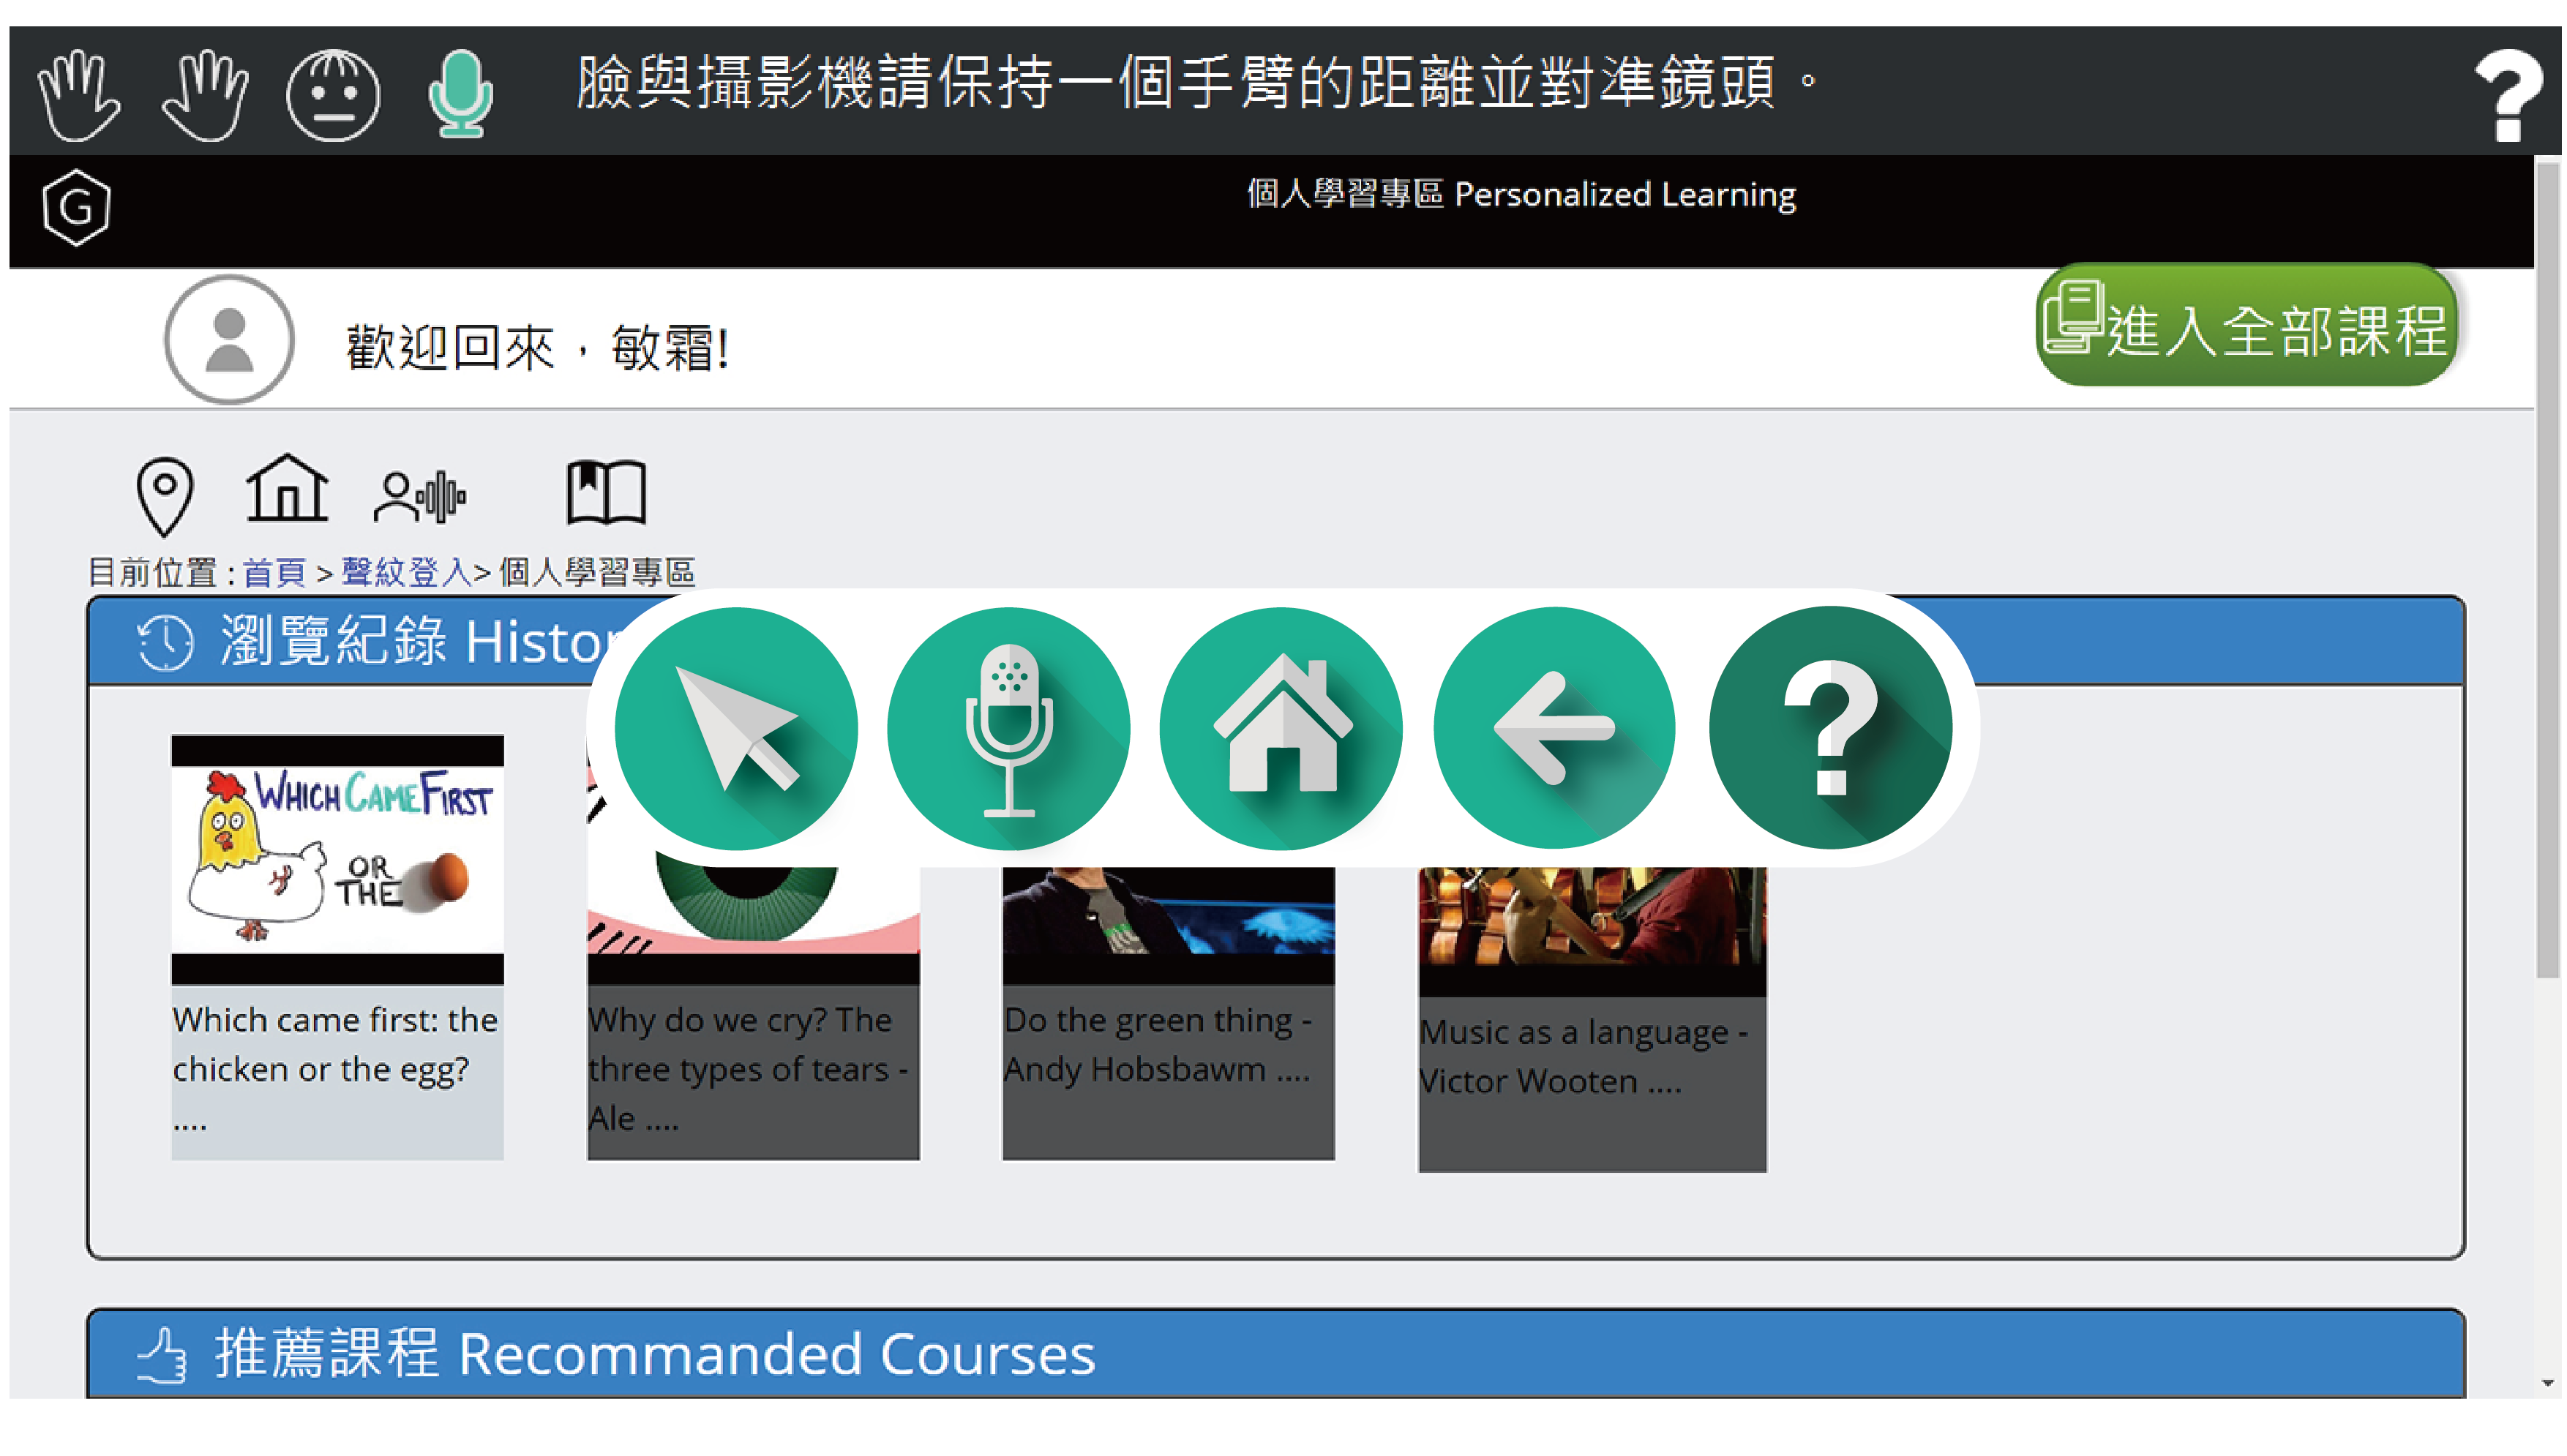 臉與攝影機請保持一個手臂的距離並對準鏡頭。
?
G
個人學習專區 Personalized Learning
歡迎回來，敏霜!
進入全部課程
目前位置 : 首頁 > 聲紋登入> 個人學習專區
瀏覽紀錄 Histo
?
WHICH CAME FIRST
OR
THE
Which came first: the
chicken or the egg?
....
Why do we cry? The
three types of tears -
Ale ....
Do the green thing -
Andy Hobsbawm ....
Music as a language -
Victor Wooten ....
推薦課程 Recommanded Courses